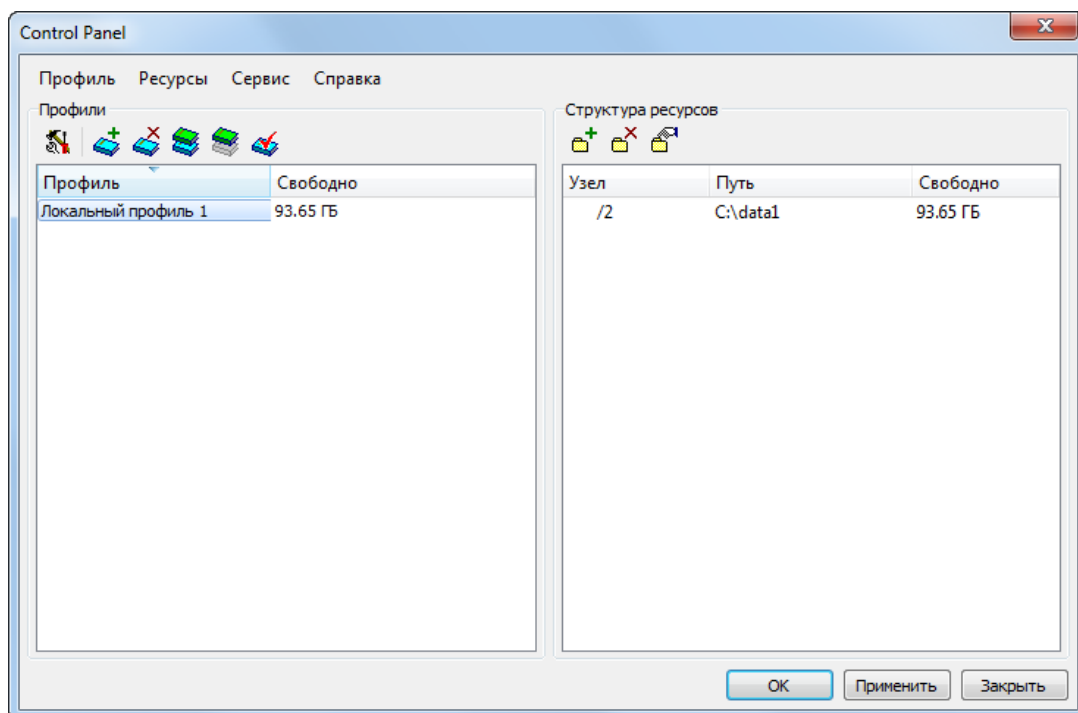 Control Panel
Профиль Ресурсы Сервис Справка
Профили
Профиль Свободно
Локальный профиль 1 93.65 ГБ
Структура ресурсов
Узел Путь Свободно
/2 C:\data1 93.65 ГБ
OK Применить Закрыть